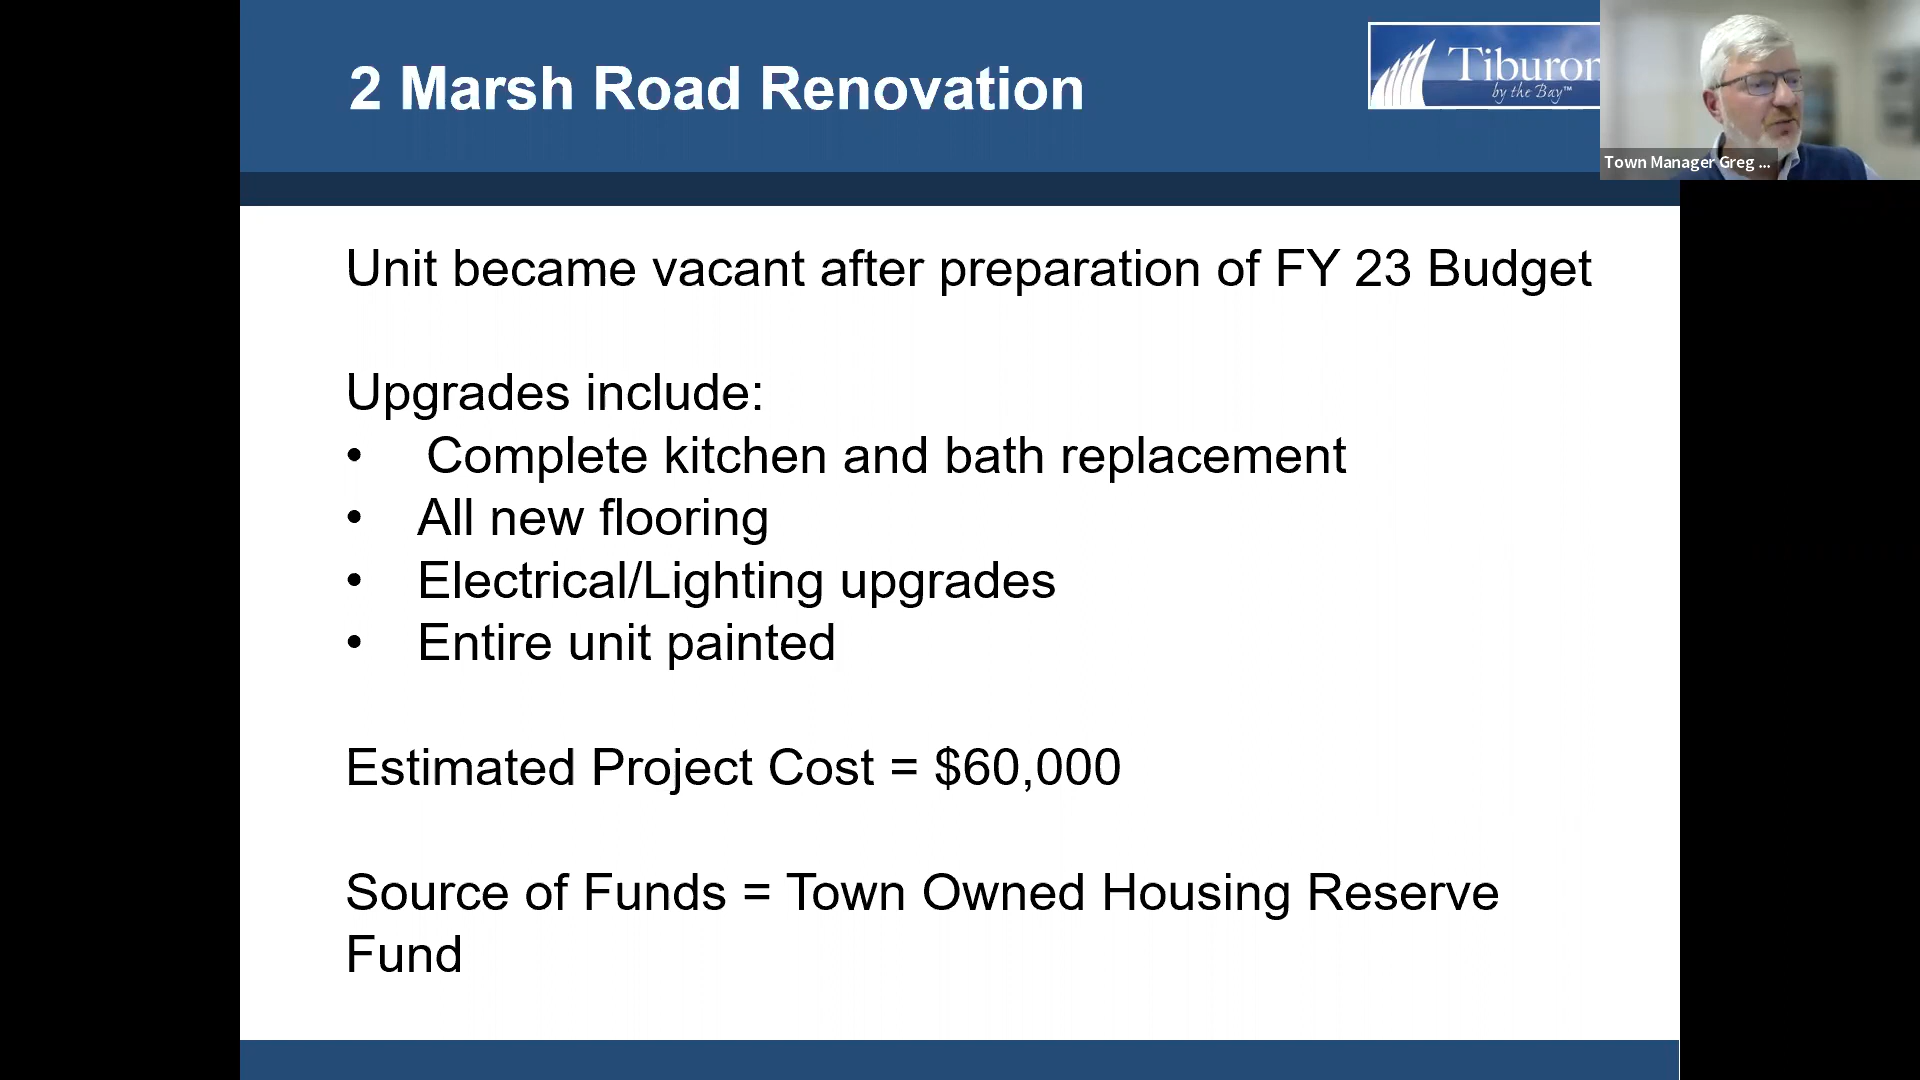 2 Marsh Road Renovation
Tiburon
by the Bay™
Town Manager Greg ...
Unit became vacant after preparation of FY 23 Budget
Upgrades include:
• Complete kitchen and bath replacement
• All new flooring
• Electrical/Lighting upgrades
• Entire unit painted
Estimated Project Cost = $60,000
Source of Funds = Town Owned Housing Reserve
Fund